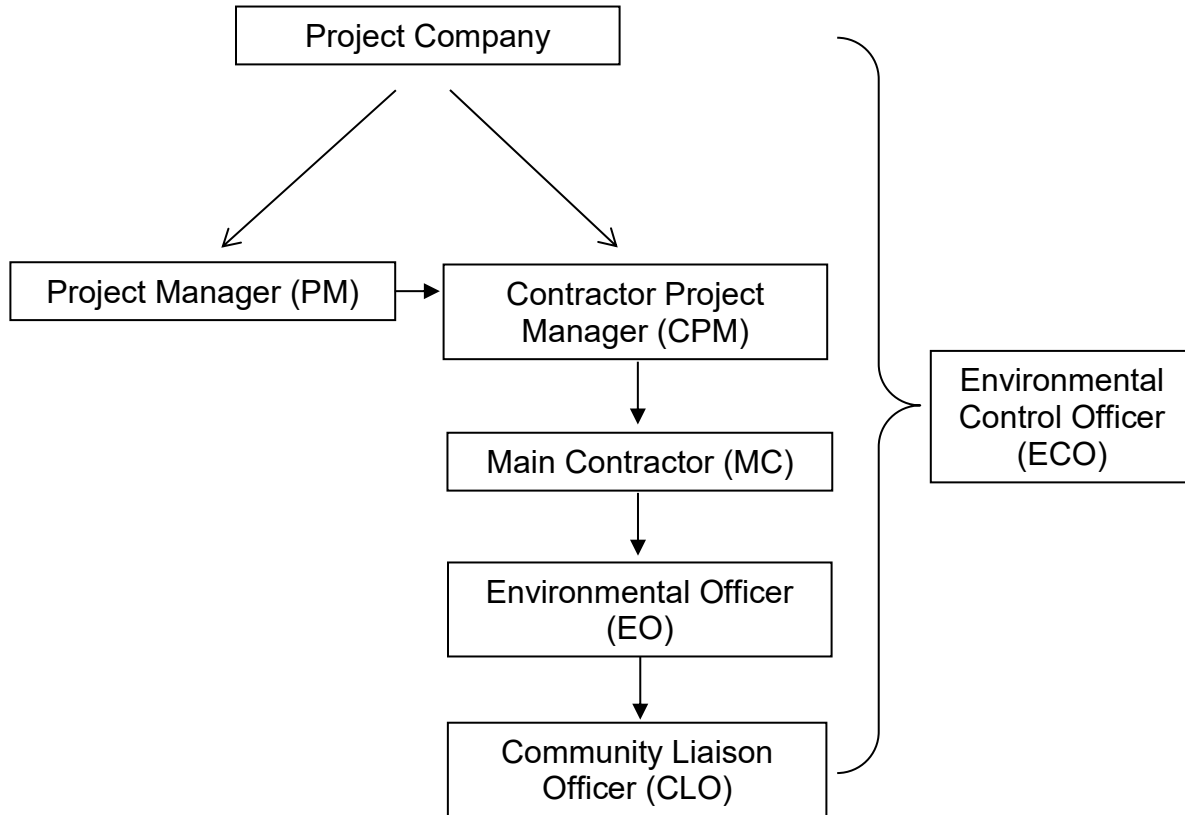 Project Company
Project Manager (PM)
Contractor Project
Manager (CPM)
Environmental
Control Officer
(ECO)
Main Contractor (MC)
Environmental Officer
(EO)
Community Liaison
Officer (CLO)